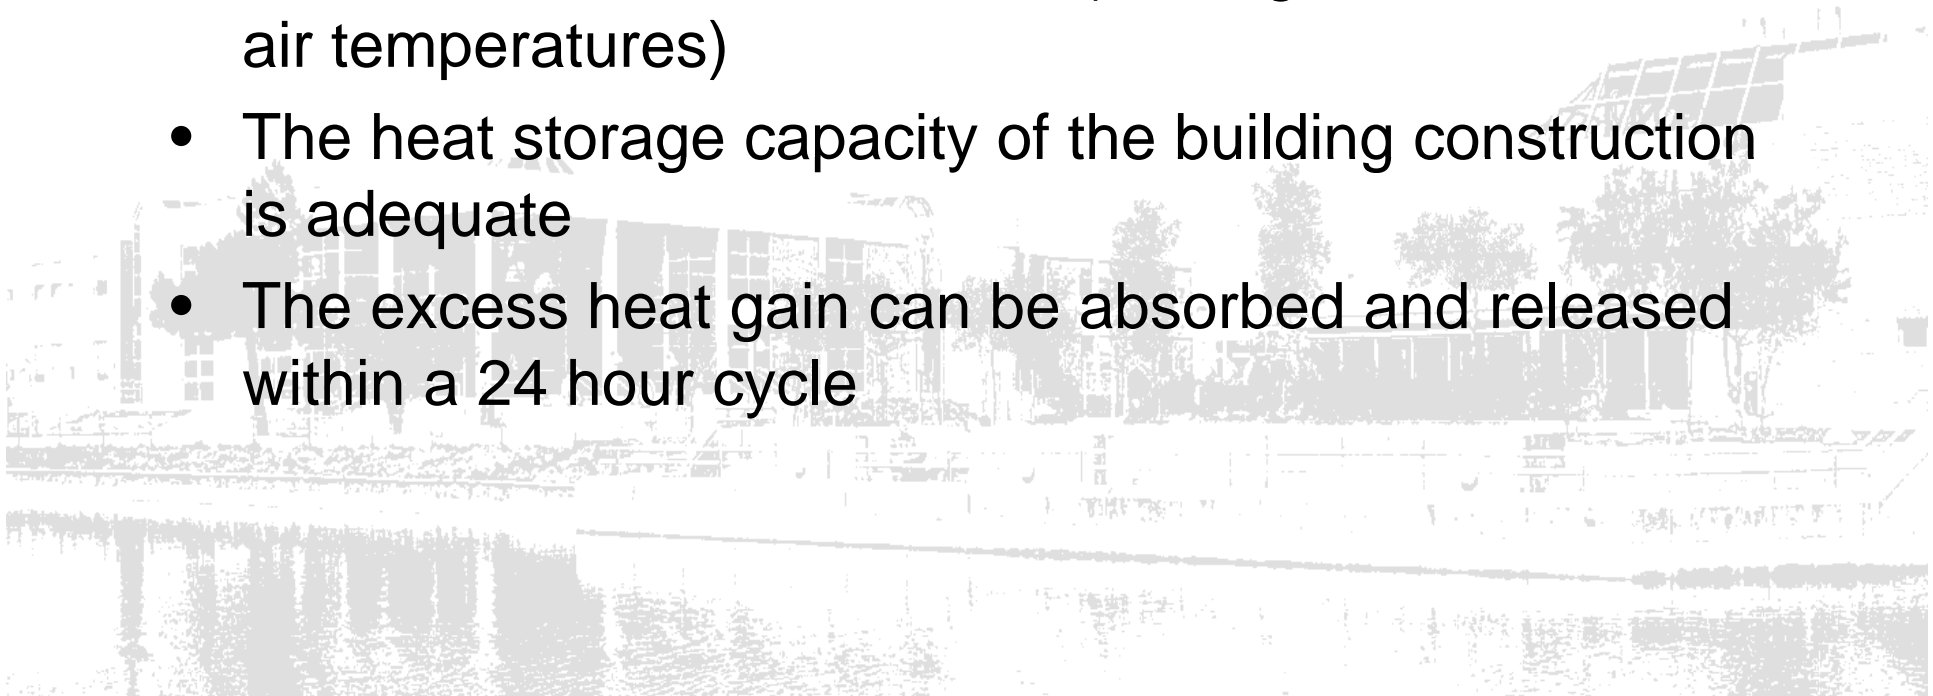 air temperatures)
• The heat storage capacity of the building construction
is adequate
• The excess heat gain can be absorbed and released
within a 24 hour cycle